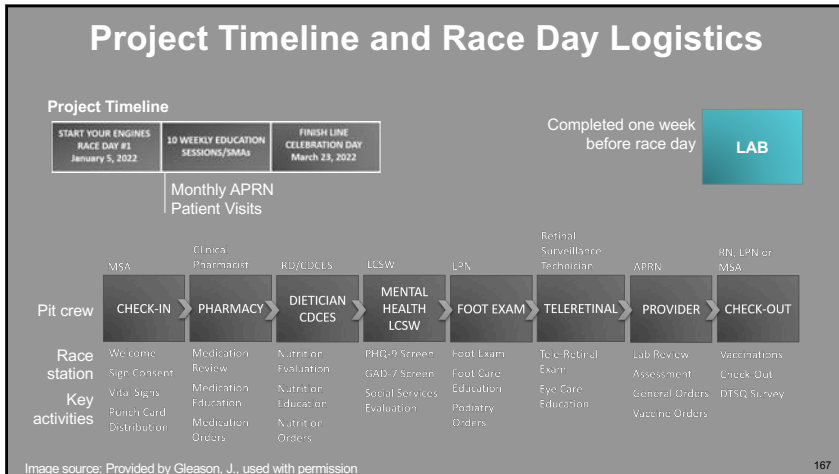 Project Timeline and Race Day Logistics
Project Timeline
START YOUR ENGINES
RACE DAY #1
January 5, 2022
10 WEEKLY EDUCATION
SESSIONS/SMAs
FINISH LINE
CELEBRATION DAY
March 23, 2022
Monthly APRN
Patient Visits
Completed one week
before race day
LAB
MSA
Clinical
Pharmacist
RD/CDCES
LCSW
LPN
Retinal
Surveillance
Technician
APRN
RN, LPN or
MSA
Pit crew
CHECK-IN
PHARMACY
DIETICIAN
CDCES
MENTAL
HEALTH
LCSW
FOOT EXAM
TELERETINAL
PROVIDER
CHECK-OUT
Race
station
Key
activities
Welcome
Sign Consent
Vital Signs
Punch Card
Distribution
Medication
Review
Medication
Education
Medication
Orders
Nutrition
Evaluation
Nutrition
Education
Nutrition
Orders
PHQ-9 Screen
GAD-7 Screen
Social Services
Evaluation
Foot Exam
Foot Care
Education
Podiatry
Orders
Tele-Retinal
Exam
Eye Care
Education
Lab Review
Assessment
General Orders
Vaccine Orders
Vaccinations
Check-Out
DTSQ Survey
Image source: Provided by Gleason, J., used with permission
167